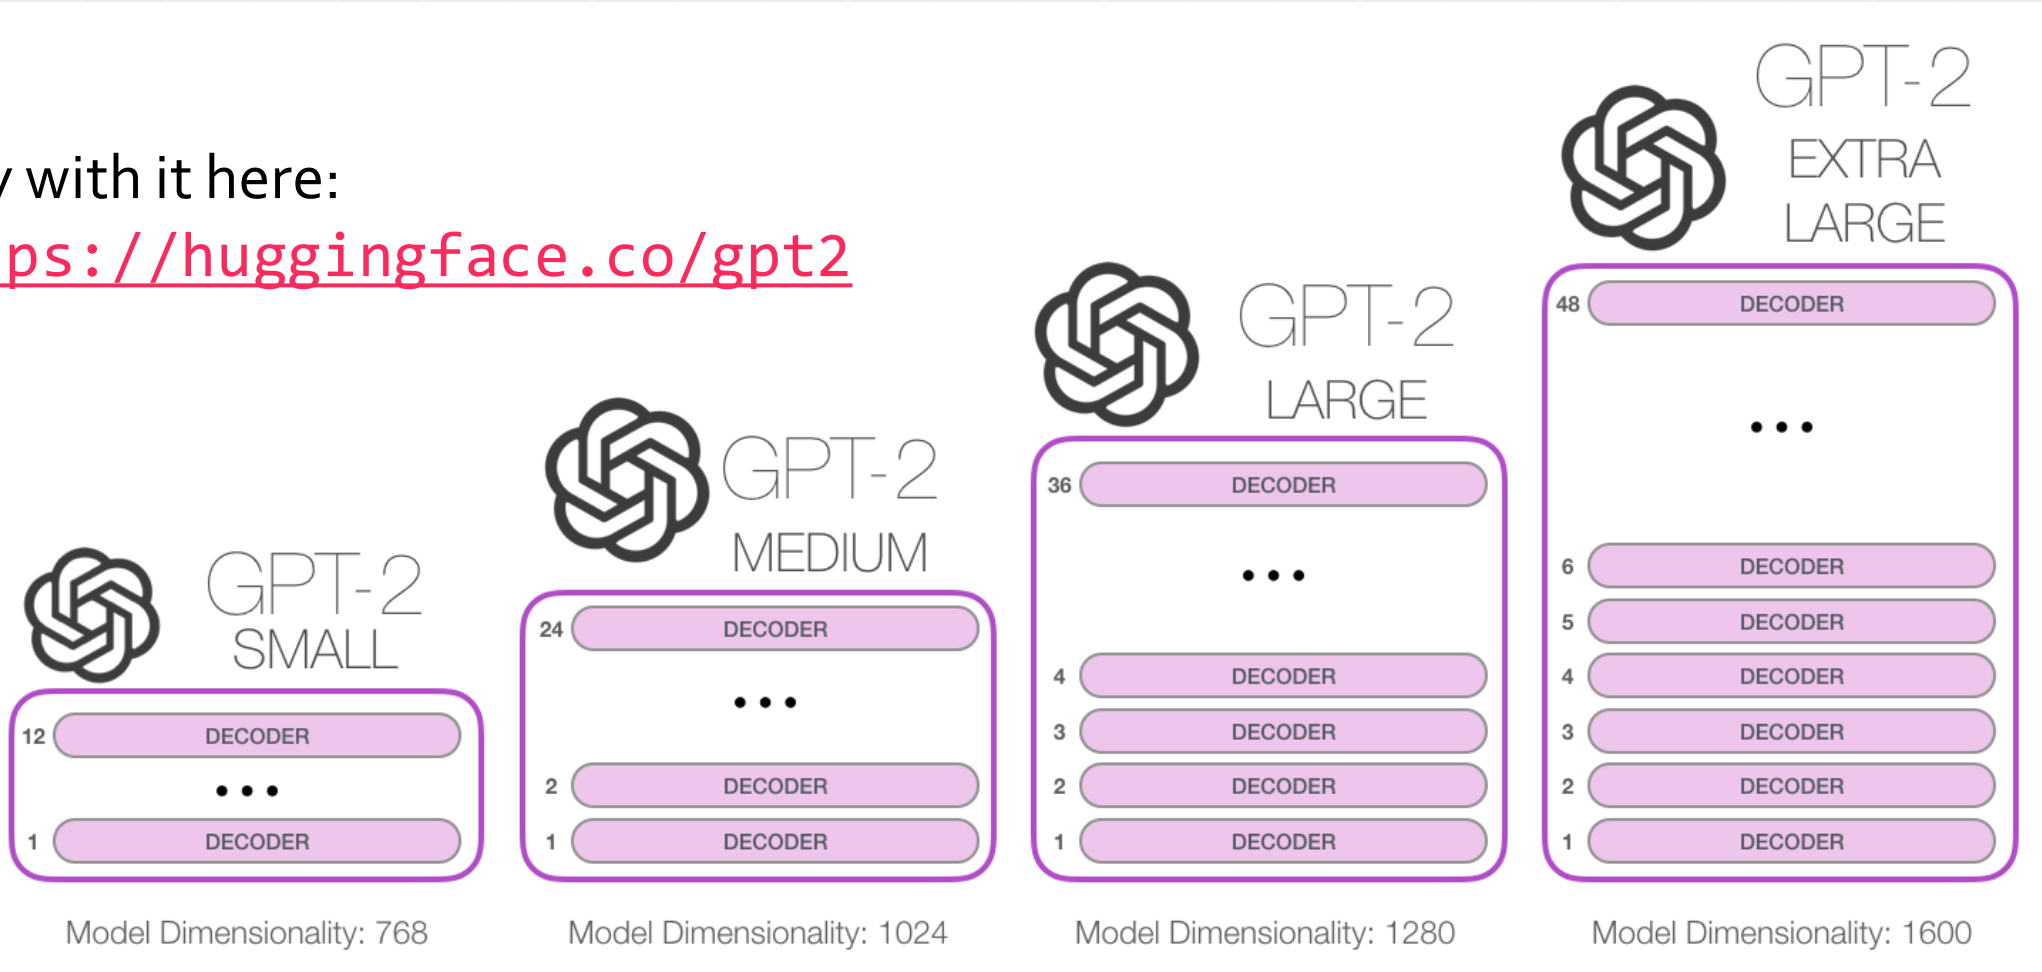 y with it here:
ps://huggingface.co/gpt2
GPT-2
SMALL
12 DECODER
...
1 DECODER
Model Dimensionality: 768
GPT-2
MEDIUM
24 DECODER
...
2 DECODER
1 DECODER
Model Dimensionality: 1024
GPT-2
LARGE
36 DECODER
...
4 DECODER
3 DECODER
2 DECODER
1 DECODER
Model Dimensionality: 1280
GPT-2
EXTRA
LARGE
48 DECODER
...
6 DECODER
5 DECODER
4 DECODER
3 DECODER
2 DECODER
1 DECODER
Model Dimensionality: 1600